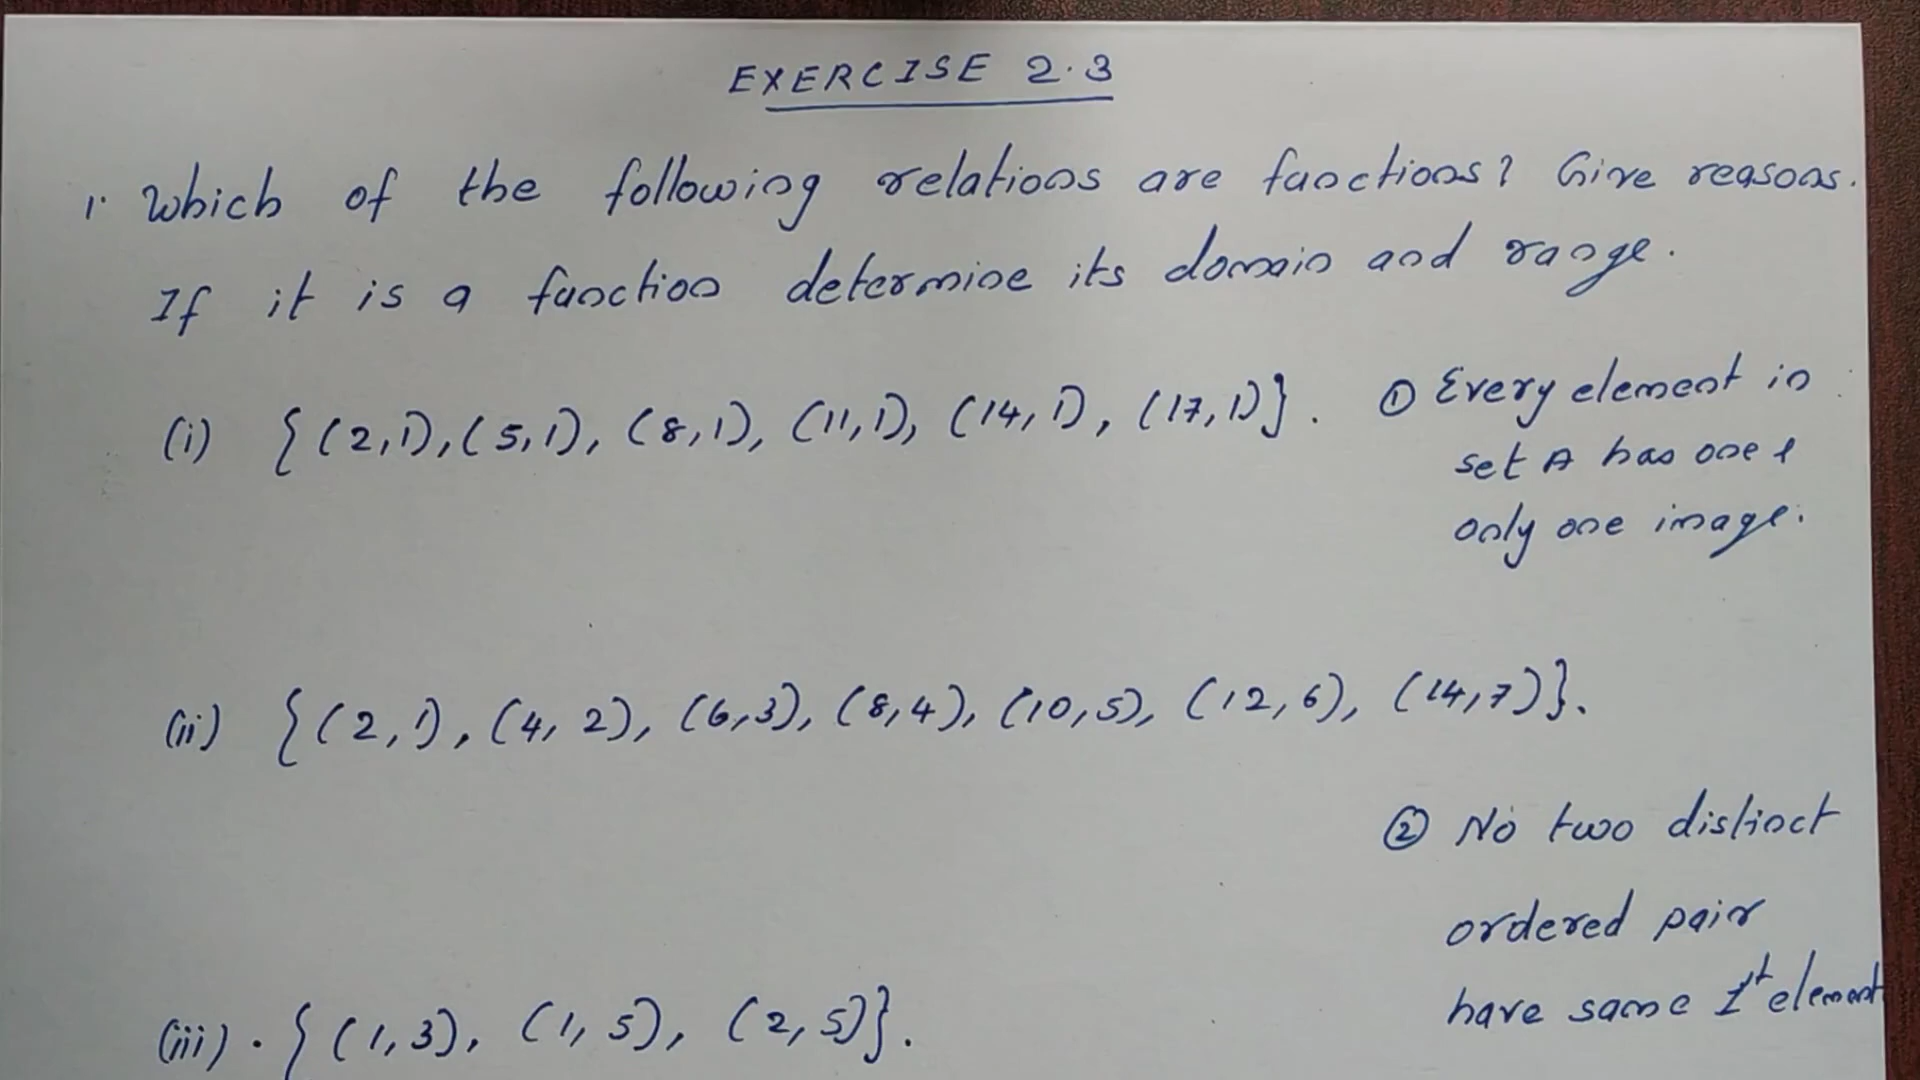 EXERCISE 2.3
1. Which of the following relations are functions? Give reasons.
If it is a function determine its domain and range.
(i) {(2,1), (5,1), (8,1), (11,1), (14,1), (17,1)}.
① Every element in
set A has one &
only one image.
(ii) {(2,1), (4,2), (6,3), (8,4), (10,5), (12,6), (14,7)}.
② No two distinct
ordered pair
have same 1st element
(iii). {(1,3), (1,5), (2,5)}.